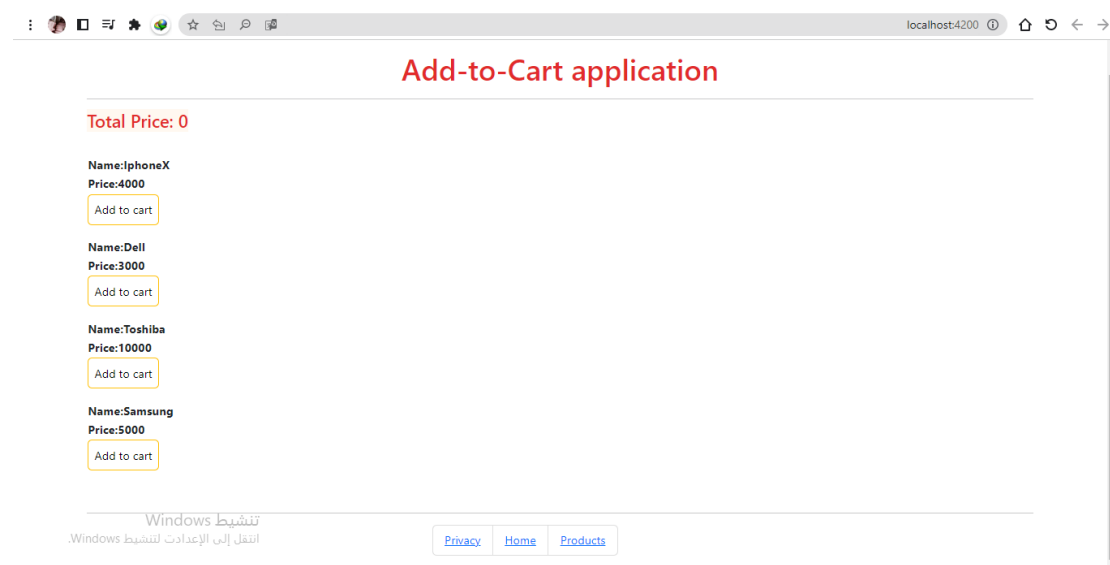 localhost:4200
Add-to-Cart application
Total Price: 0
Name:IphoneX
Price:4000
Add to cart
Name:Dell
Price:3000
Add to cart
Name:Toshiba
Price:10000
Add to cart
Name:Samsung
Price:5000
Add to cart
تنشيط Windows
انتقل إلى الإعدادت لتنشيط Windows.
Privacy Home Products